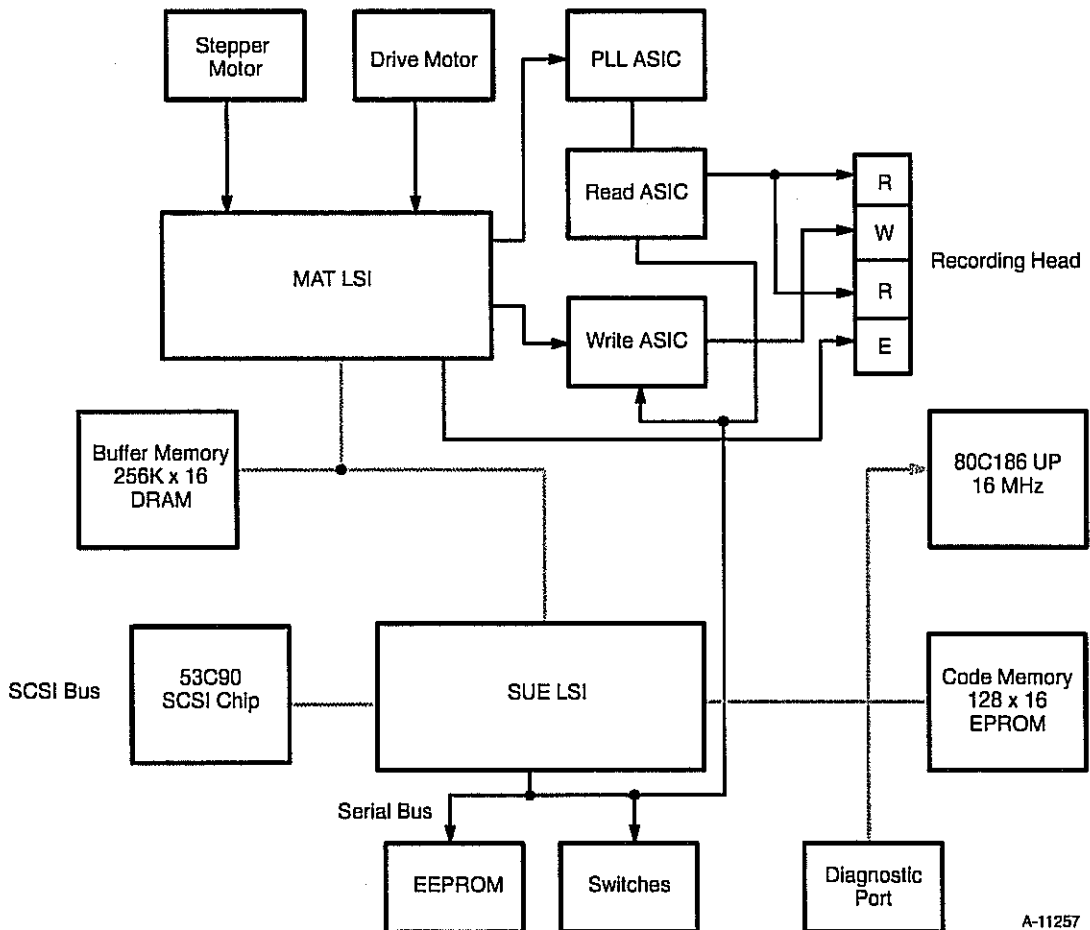 Stepper
Motor
Drive Motor
PLL ASIC
Read ASIC
R
W
R
E
Recording Head
MAT LSI
Write ASIC
Buffer Memory
256K x 16
DRAM
80C186 UP
16 MHz
SCSI Bus
53C90
SCSI Chip
SUE LSI
Code Memory
128 x 16
EPROM
Serial Bus
EEPROM
Switches
Diagnostic
Port
A-11257